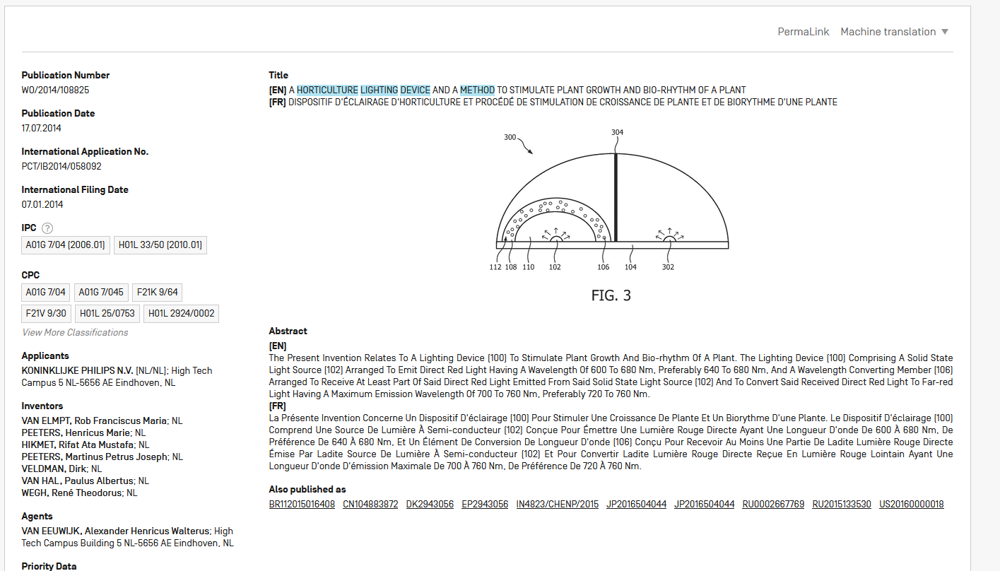 PermaLink Machine translation
Publication Number
WO/2014/108825
Publication Date
17.07.2014
International Application No.
PCT/IB2014/058092
International Filing Date
07.01.2014
IPC ?
A01G 7/04 [2006.01] H01L 33/50 [2010.01]
CPC
A01G 7/04 A01G 7/045 F21K 9/64
F21V 9/30 H01L 25/0753 H01L 2924/0002
View More Classifications
Applicants
KONINKLIJKE PHILIPS N.V. [NL/NL]; High Tech
Campus 5 NL-5656 AE Eindhoven, NL
Inventors
VAN ELMPT, Rob Franciscus Maria; NL
PEETERS, Henricus Marie; NL
HIKMET, Rifat Ata Mustafa; NL
PEETERS, Martinus Petrus Joseph; NL
VELDMAN, Dirk; NL
VAN HAL, Paulus Albertus; NL
WEGH, René Theodorus; NL
Agents
VAN EEUWIJK, Alexander Henricus Walterus; High
Tech Campus Building 5 NL-5656 AE Eindhoven, NL
Priority Data
Title
[EN] A HORTICULTURE LIGHTING DEVICE AND A METHOD TO STIMULATE PLANT GROWTH AND BIO-RHYTHM OF A PLANT
[FR] DISPOSITIF D'ÉCLAIRAGE D'HORTICULTURE ET PROCÉDÉ DE STIMULATION DE CROISSANCE DE PLANTE ET DE BIORYTHME D'UNE PLANTE
300 304
112 108 110 102 106 104 302
FIG. 3
Abstract
[EN]
The Present Invention Relates To A Lighting Device [100] To Stimulate Plant Growth And Bio-rhythm Of A Plant. The Lighting Device [100] Comprising A Solid State
Light Source [102] Arranged To Emit Direct Red Light Having A Wavelength Of 600 To 680 Nm, Preferably 640 To 680 Nm, And A Wavelength Converting Member [106]
Arranged To Receive At Least Part Of Said Direct Red Light Emitted From Said Solid State Light Source [102] And To Convert Said Received Direct Red Light To Far-red
Light Having A Maximum Emission Wavelength Of 700 To 760 Nm, Preferably 720 To 760 Nm.
[FR]
La Présente Invention Concerne Un Dispositif D'éclairage [100] Pour Stimuler Une Croissance De Plante Et Un Biorythme D'une Plante. Le Dispositif D'éclairage [100]
Comprend Une Source De Lumière À Semi-conducteur [102] Conçue Pour Émettre Une Lumière Rouge Directe Ayant Une Longueur D'onde De 600 À 680 Nm, De
Préférence De 640 À 680 Nm, Et Un Élément De Conversion De Longueur D'onde [106] Conçu Pour Recevoir Au Moins Une Partie De Ladite Lumière Rouge Directe
Émise Par Ladite Source De Lumière À Semi-conducteur [102] Et Pour Convertir Ladite Lumière Rouge Directe Reçue En Lumière Rouge Lointain Ayant Une
Longueur D'onde D'émission Maximale De 700 À 760 Nm, De Préférence De 720 À 760 Nm.
Also published as
BR112015016408 CN104883872 DK2943056 EP2943056 IN4823/CHENP/2015 JP2016504044 JP2016504044 RU0002667769 RU2015133530 US20160000018